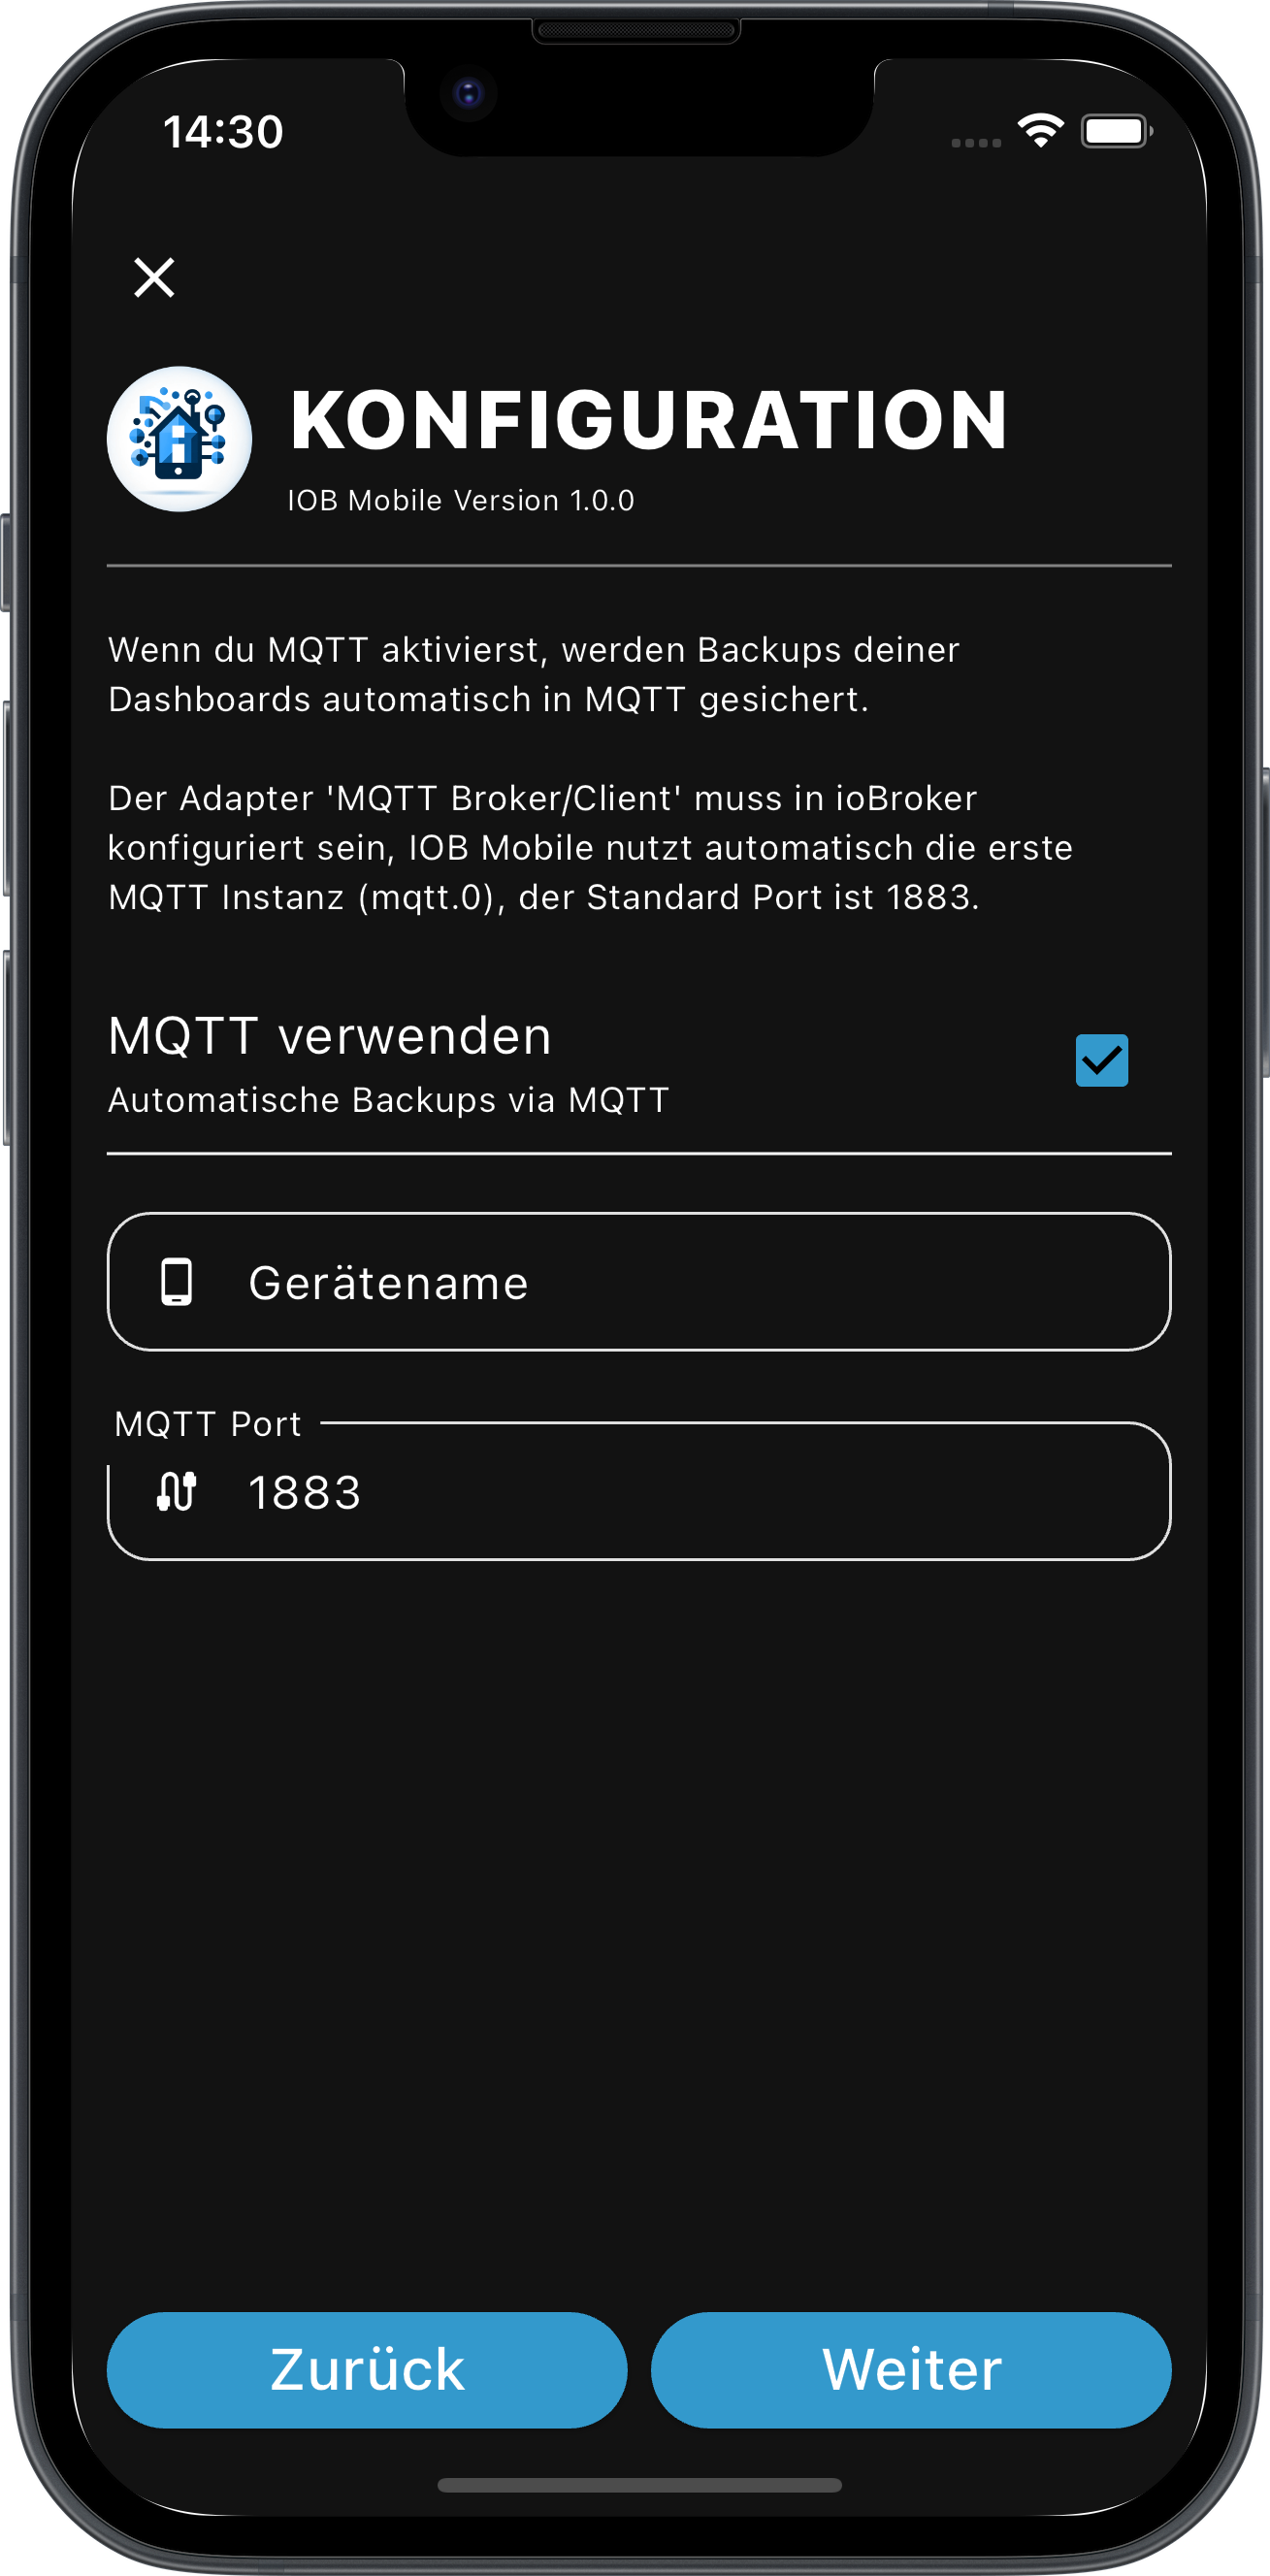 14:30
KONFIGURATION
IOB Mobile Version 1.0.0
Wenn du MQTT aktivierst, werden Backups deiner
Dashboards automatisch in MQTT gesichert.
Der Adapter 'MQTT Broker/Client' muss in ioBroker
konfiguriert sein, IOB Mobile nutzt automatisch die erste
MQTT Instanz (mqtt.0), der Standard Port ist 1883.
MQTT verwenden
Automatische Backups via MQTT
Gerätename
MQTT Port
1883
Zurück
Weiter